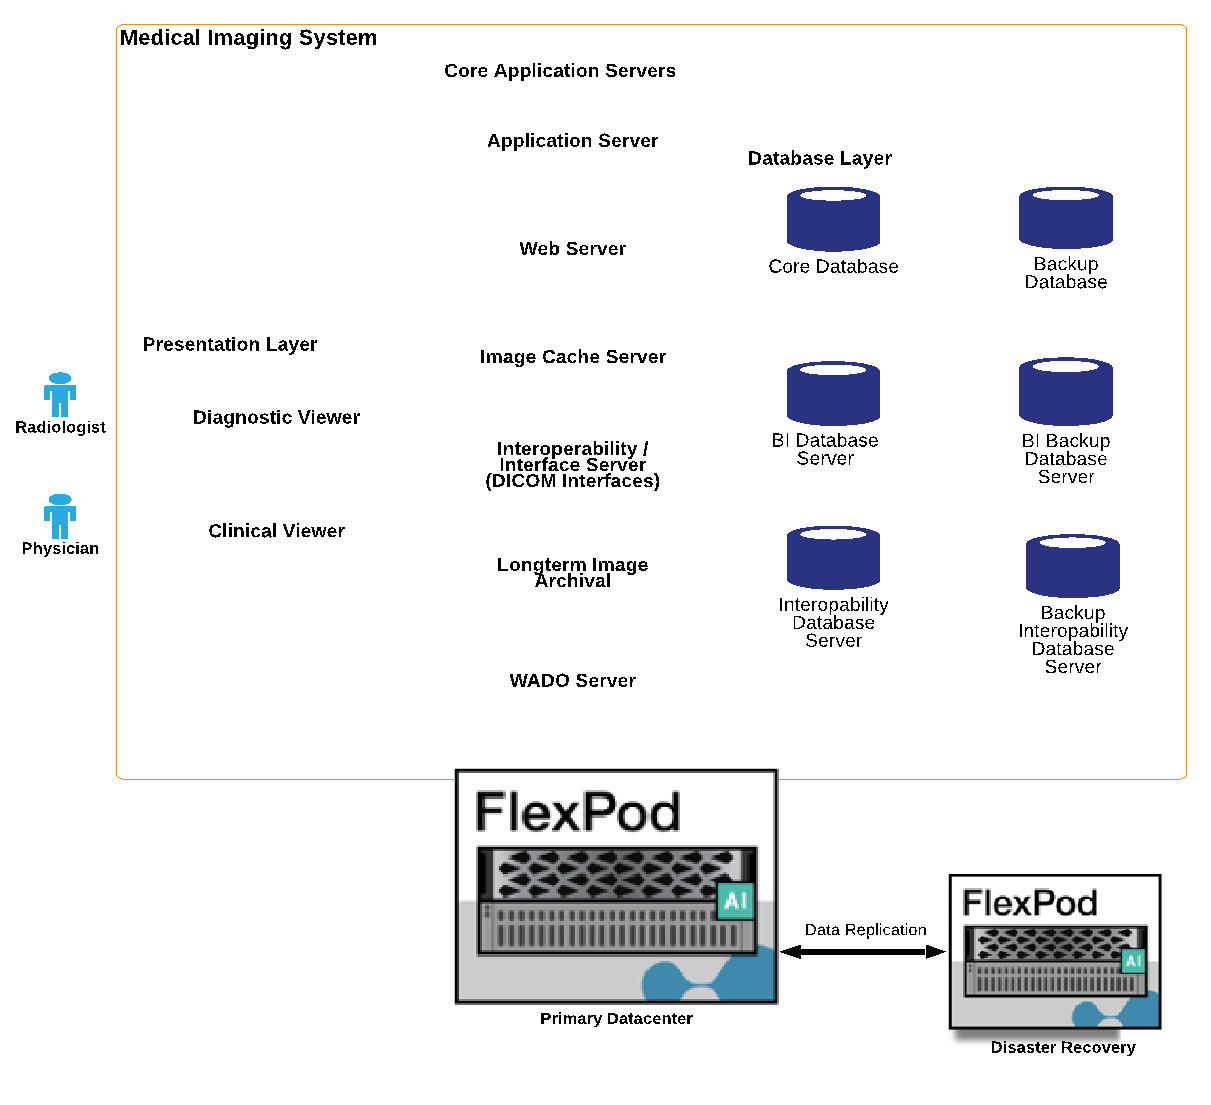 Medical Imaging System
Core Application Servers
Application Server
Database Layer
Web Server
Core Database
Backup
Database
Presentation Layer
Image Cache Server
Radiologist
Diagnostic Viewer
BI Database
Server
BI Backup
Database
Server
Interoperability /
Interface Server
(DICOM Interfaces)
Physician
Clinical Viewer
Longterm Image
Archival
Interopability
Database
Server
Backup
Interopability
Database
Server
WADO Server
FlexPod
AI
Primary Datacenter
Data Replication
FlexPod
AI
Disaster Recovery